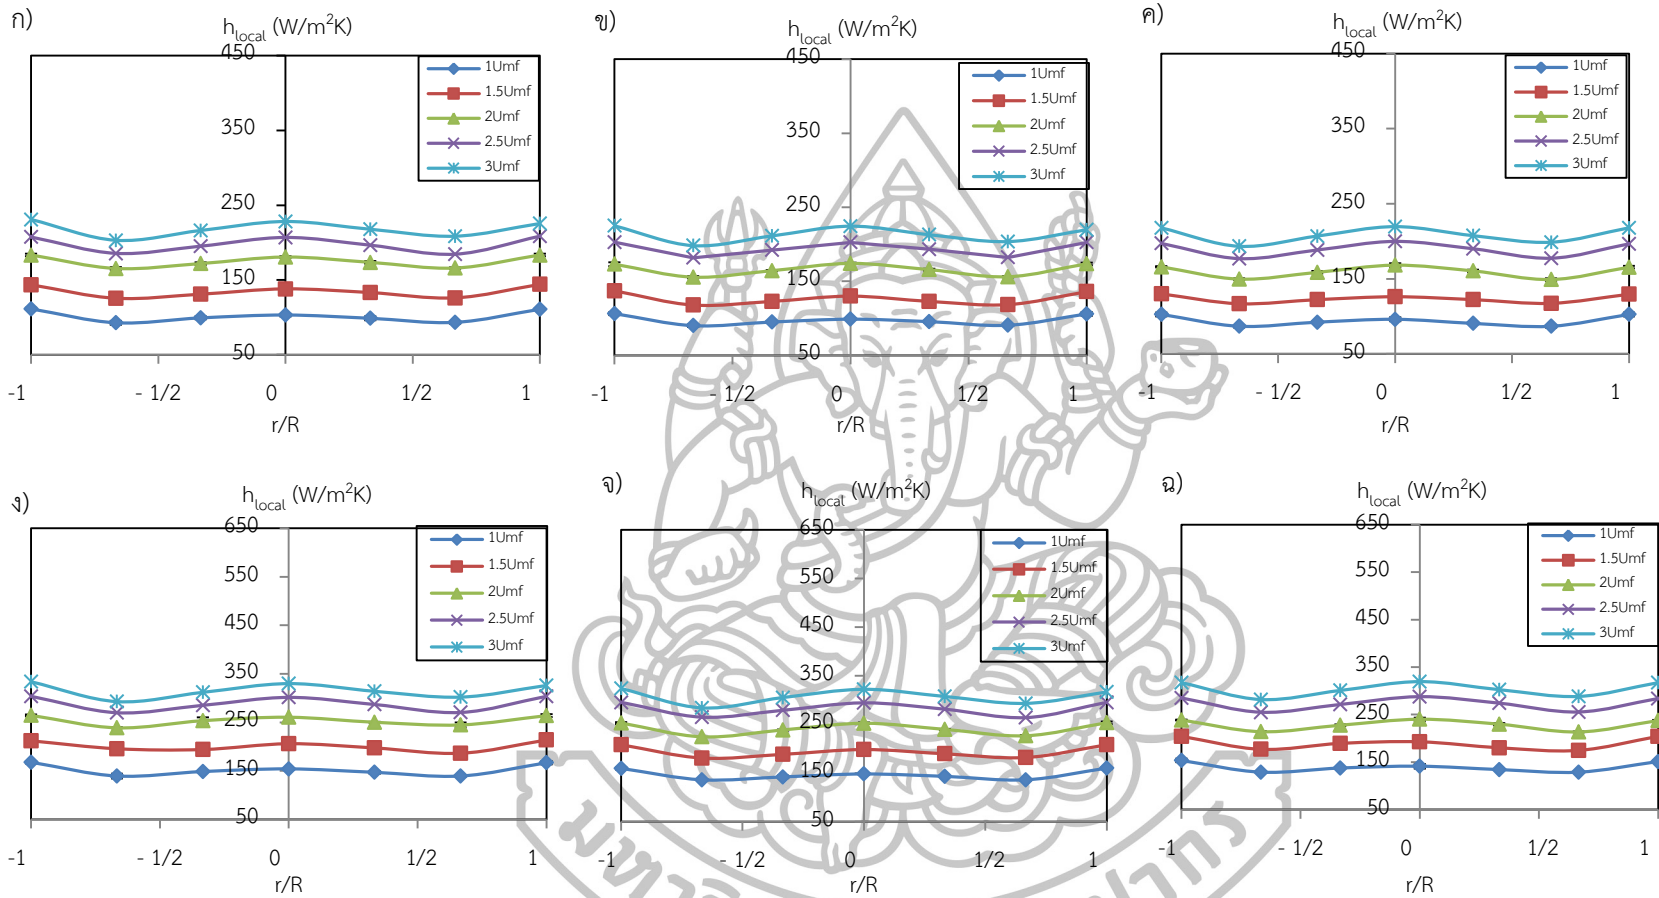 ก)
h_local (W/m²K)
450
350
250
150
50
-1
- 1/2
0
1/2
1
r/R
1Umf
1.5Umf
2Umf
2.5Umf
3Umf
ข)
h_local (W/m²K)
450
350
250
150
50
-1
- 1/2
0
1/2
1
r/R
1Umf
1.5Umf
2Umf
2.5Umf
3Umf
ค)
h_local (W/m²K)
450
350
250
150
50
-1
- 1/2
0
1/2
1
r/R
1Umf
1.5Umf
2Umf
2.5Umf
3Umf
ง)
h_local (W/m²K)
650
550
450
350
250
150
50
-1
- 1/2
0
1/2
1
r/R
1Umf
1.5Umf
2Umf
2.5Umf
3Umf
จ)
h_local (W/m²K)
650
550
450
350
250
150
50
-1
- 1/2
0
1/2
1
r/R
1Umf
1.5Umf
2Umf
2.5Umf
3Umf
ฉ)
h_local (W/m²K)
650
550
450
350
250
150
50
-1
- 1/2
0
1/2
1
r/R
1Umf
1.5Umf
2Umf
2.5Umf
3Umf